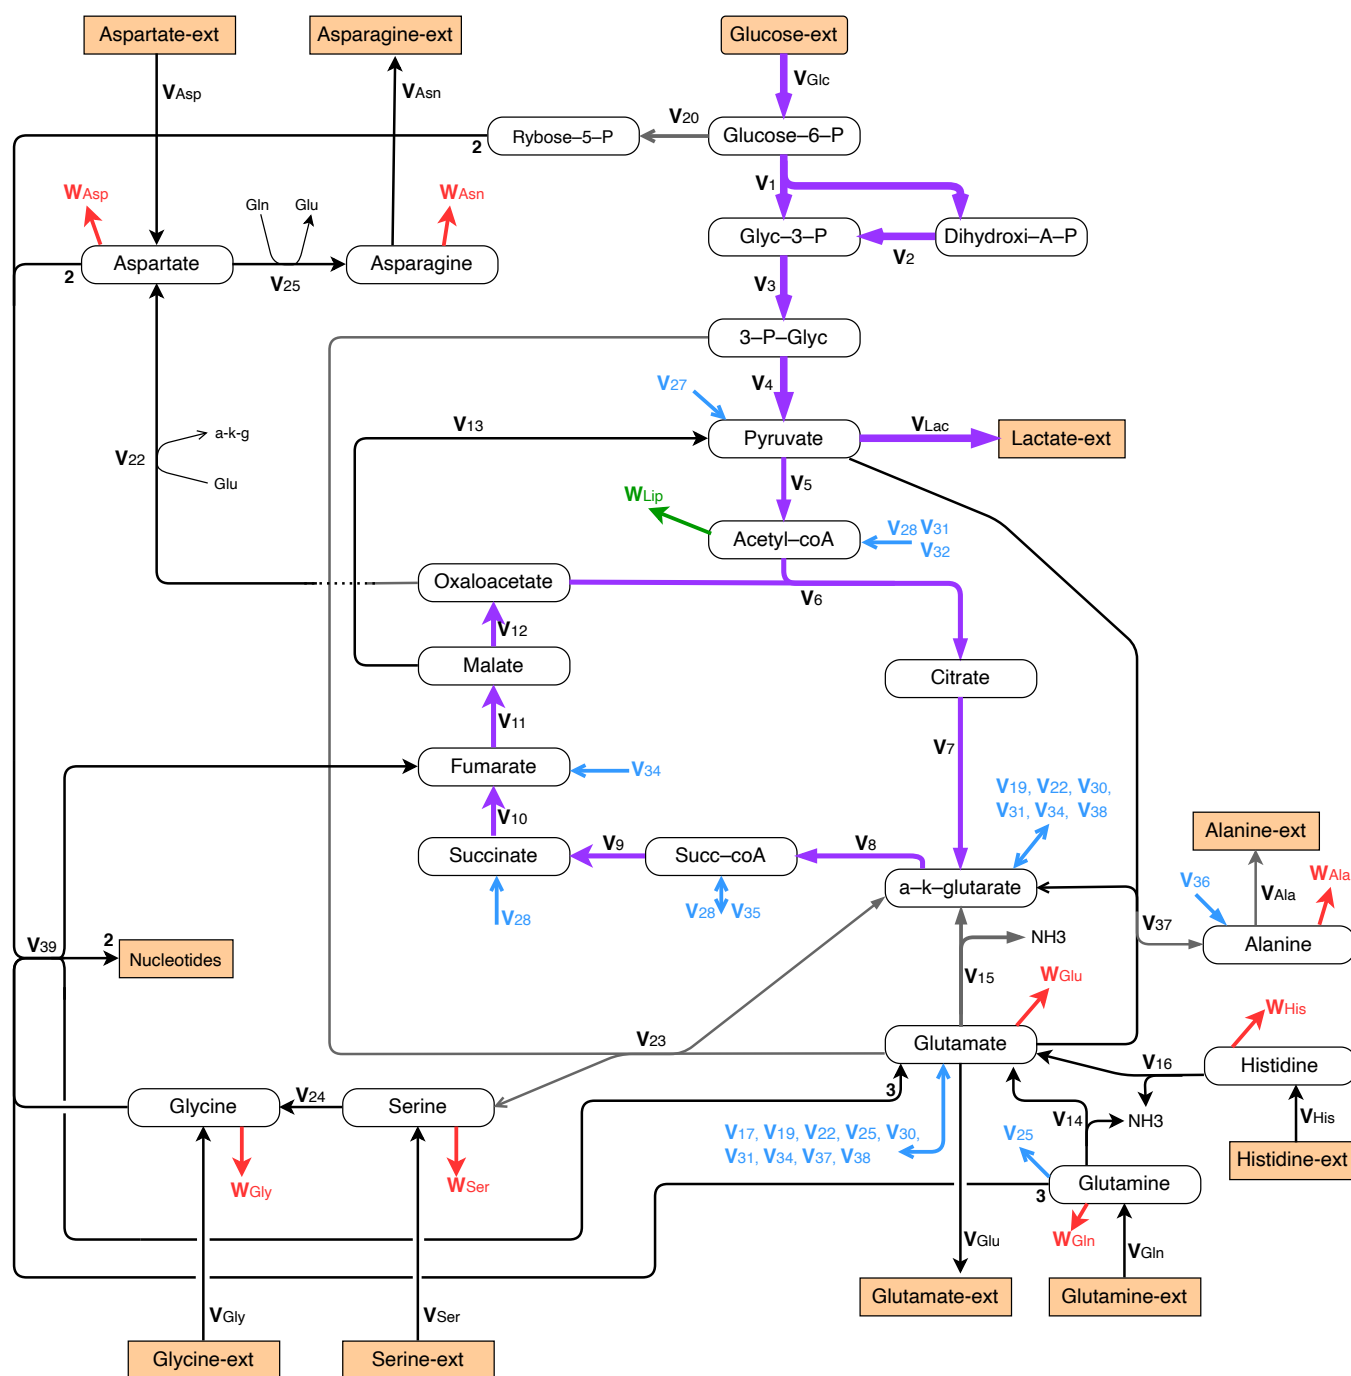 Aspartate-ext
Asparagine-ext
Glucose-ext
VAsp
VAsn
VGlc
Rybose–5–P
V20
Glucose–6–P
2
V1
WAsp
Gln
Glu
WAsn
Glyc–3–P
Dihydroxi–A–P
V2
Aspartate
Asparagine
2
V25
V3
3–P–Glyc
V27
V4
V13
Pyruvate
VLac
Lactate-ext
a-k-g
V22
Glu
V5
WLip
Acetyl–coA
V28 V31
V32
Oxaloacetate
V6
V12
Malate
Citrate
V11
V7
Fumarate
V34
V19, V22, V30,
V31, V34, V38
V10
Alanine-ext
Succinate
V9
Succ–coA
V8
a–k–glutarate
V36
VAla
WAla
V28
V28 V35
V37
V39
2
Nucleotides
NH3
Alanine
V15
WGlu
WHis
V23
Glutamate
V16
Histidine
Glycine
V24
Serine
3
V14
NH3
VHis
V17, V19, V22, V25, V30,
V31, V34, V37, V38
V25
Histidine-ext
WGly
WSer
3
Glutamine
WGln
VGlu
VGln
Glutamate-ext
Glutamine-ext
VGly
VSer
Glycine-ext
Serine-ext